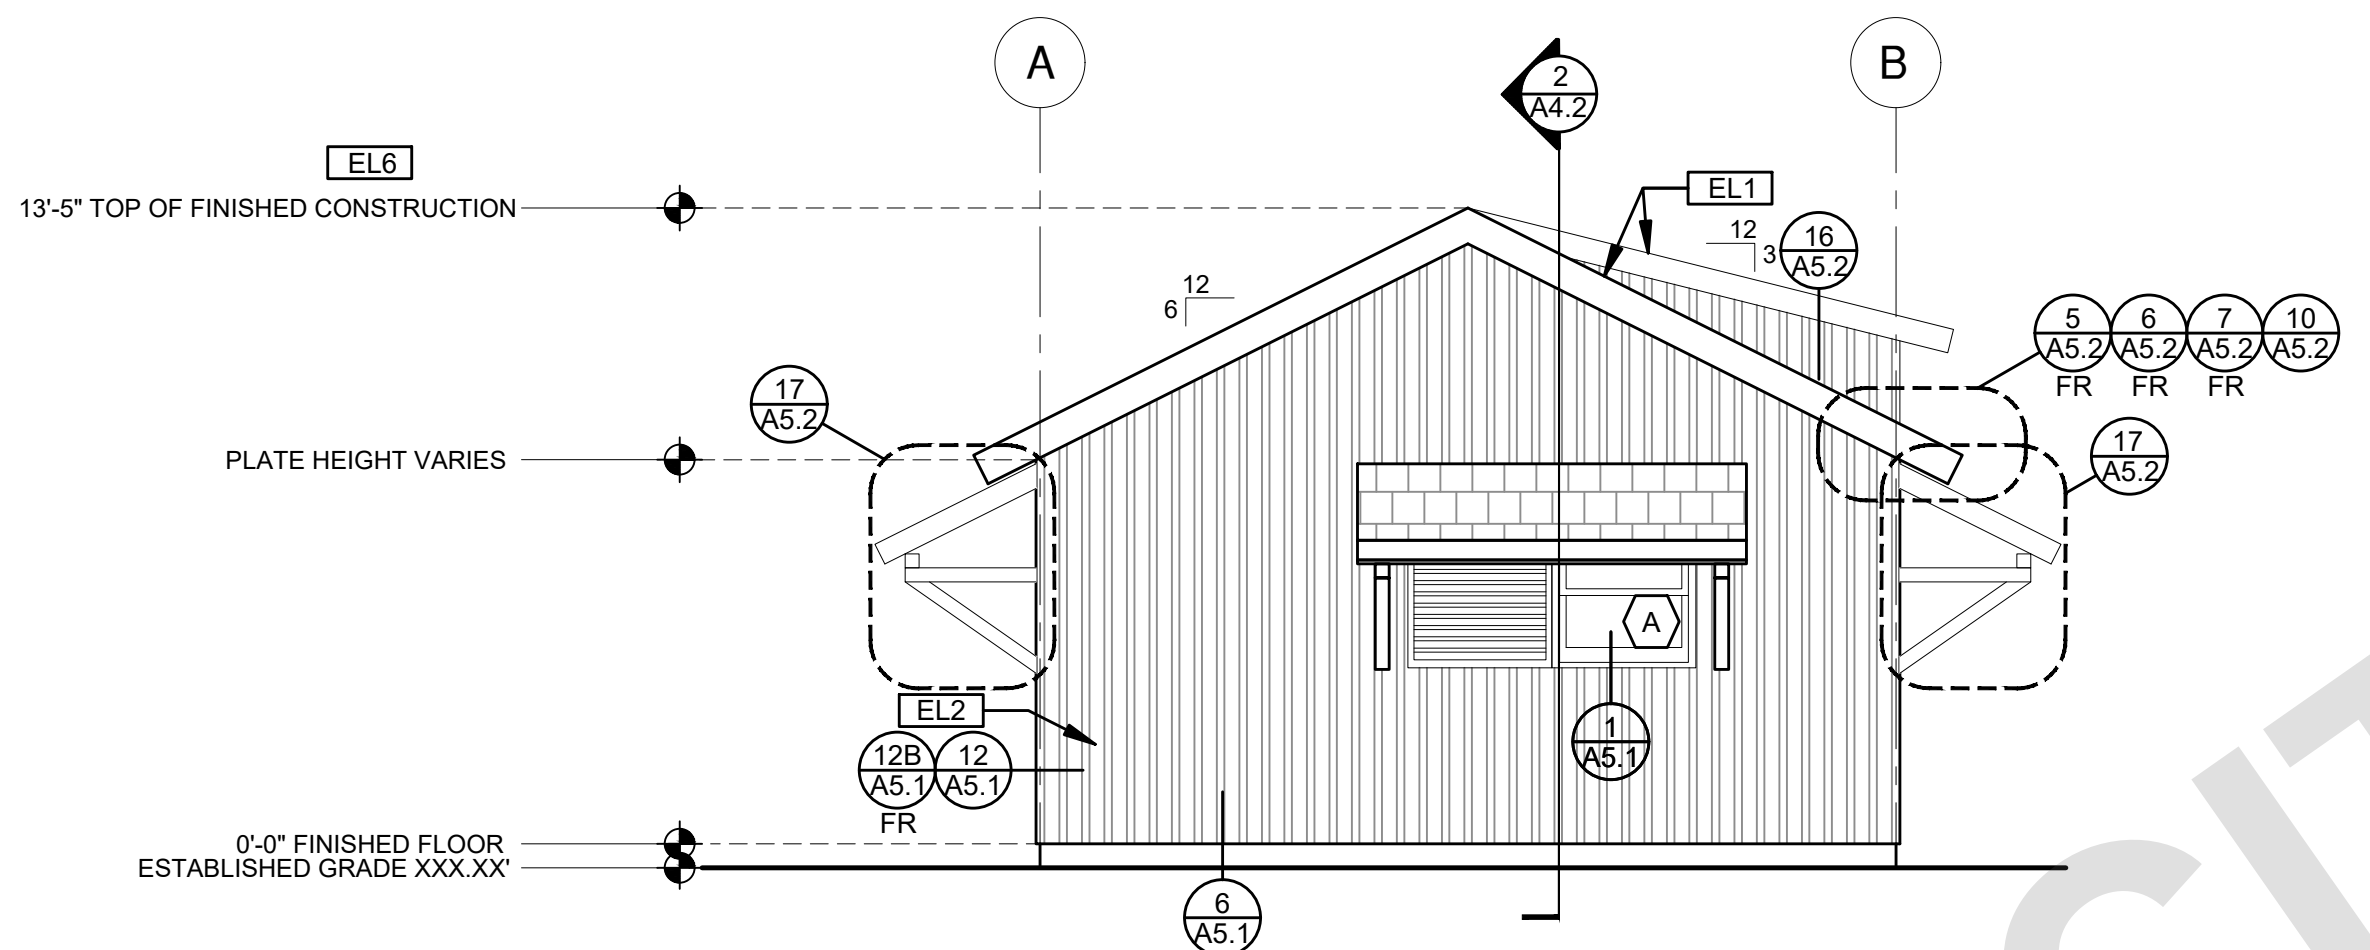 A
B
2
A4.2
EL6
13'-5" TOP OF FINISHED CONSTRUCTION
EL1
12
3
16
A5.2
12
6
5
A5.2
FR
6
A5.2
FR
7
A5.2
FR
10
A5.2
17
A5.2
17
A5.2
PLATE HEIGHT VARIES
A
EL2
1
A5.1
12B
A5.1
FR
12
A5.1
0'-0" FINISHED FLOOR
ESTABLISHED GRADE XXX.XX'
6
A5.1